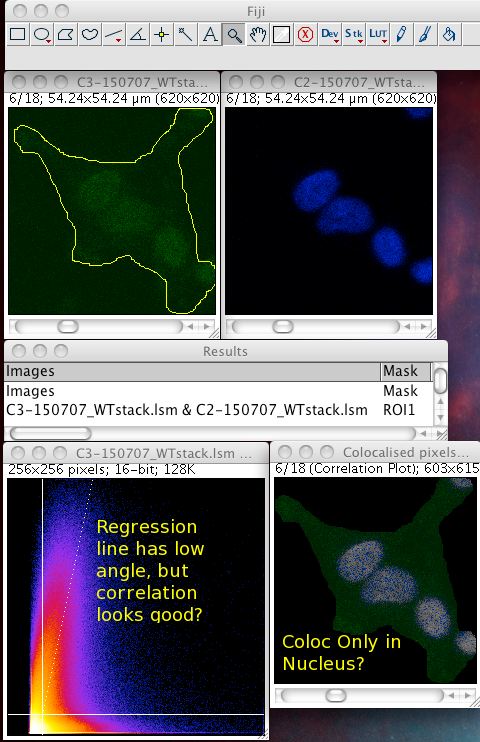 Fiji
A
Dev
Stk
LUT
C3-150707_WTsta...
C2-150707_WTsta...
6/18; 54.24x54.24 µm (620x620)
6/18; 54.24x54.24 µm (620x620)
Results
Images Mask
Images Mask
C3-150707_WTstack.lsm & C2-150707_WTstack.lsm ROI1
C3-150707_WTstack.lsm ...
Colocalised pixels...
256x256 pixels; 16-bit; 128K
6/18 (Correlation Plot); 603x615
Regression
line has low
angle, but
correlation
looks good?
Coloc Only in
Nucleus?